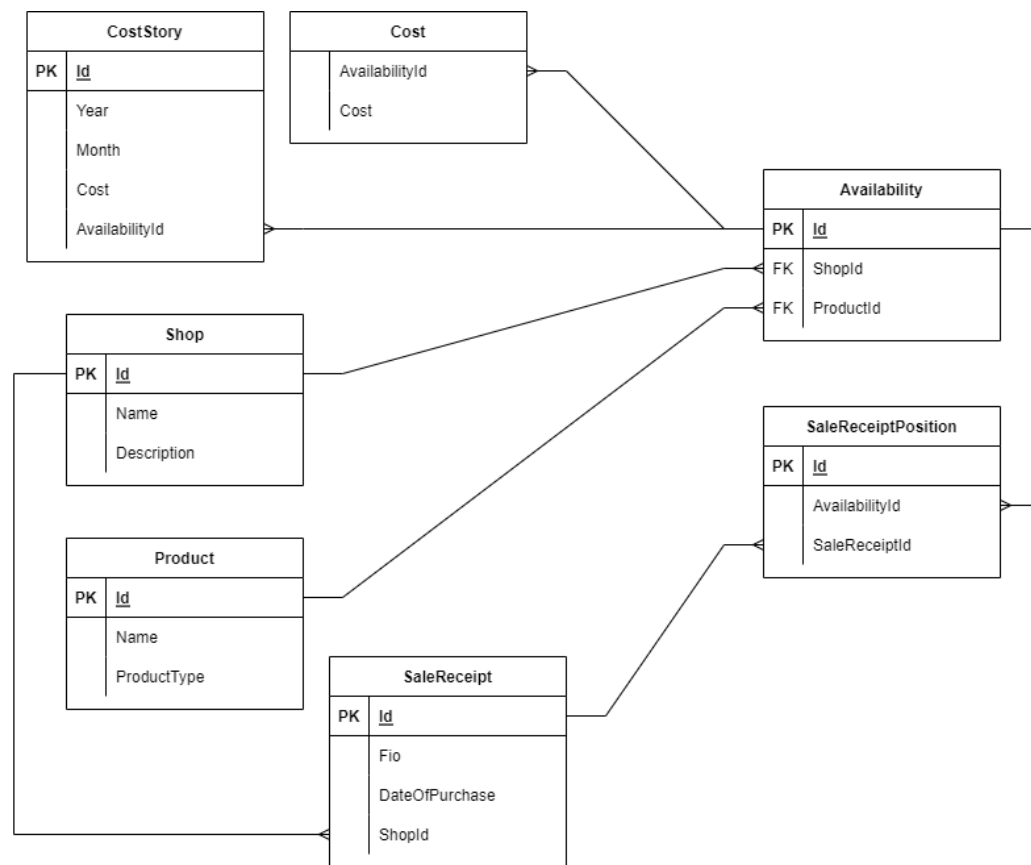 CostStory
PK Id
Year
Month
Cost
AvailabilityId
Cost
AvailabilityId
Cost
Availability
PK Id
FK ShopId
FK ProductId
Shop
PK Id
Name
Description
SaleReceiptPosition
PK Id
AvailabilityId
SaleReceiptId
Product
PK Id
Name
ProductType
SaleReceipt
PK Id
Fio
DateOfPurchase
ShopId